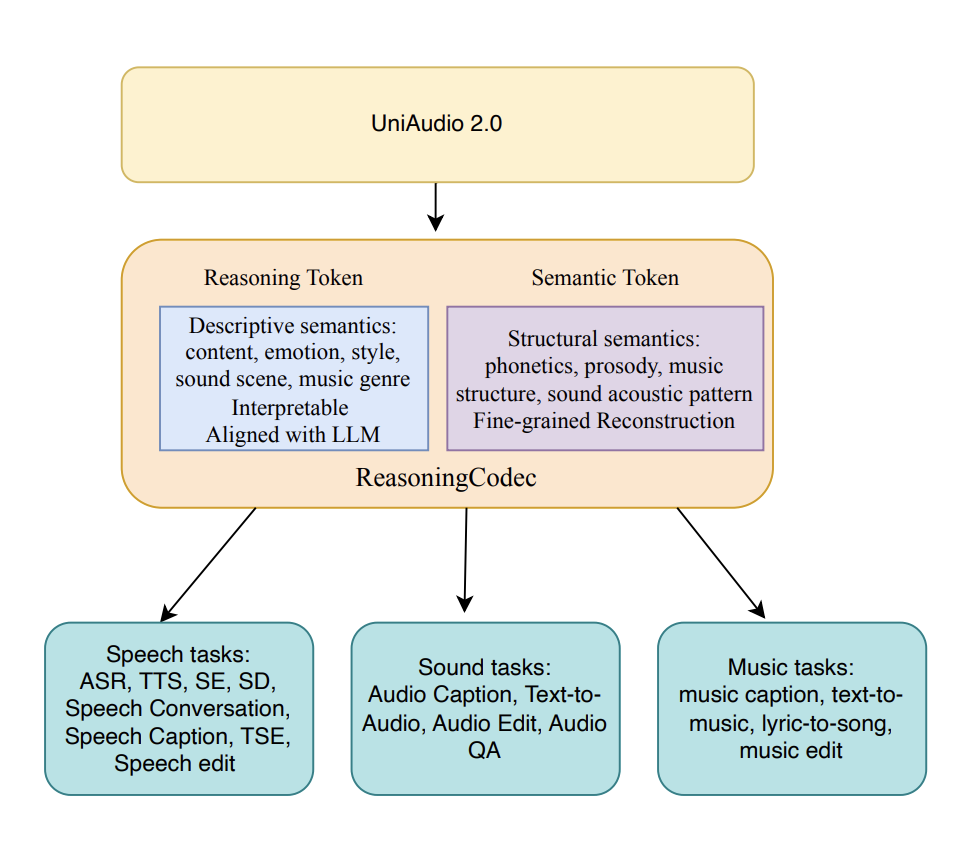 UniAudio 2.0
Reasoning Token
Semantic Token
Descriptive semantics:
content, emotion, style,
sound scene, music genre
Interpretable
Aligned with LLM
Structural semantics:
phonetics, prosody, music
structure, sound acoustic pattern
Fine-grained Reconstruction
ReasoningCodec
Speech tasks:
ASR, TTS, SE, SD,
Speech Conversation,
Speech Caption, TSE,
Speech edit
Sound tasks:
Audio Caption, Text-to-
Audio, Audio Edit, Audio
QA
Music tasks:
music caption, text-to-
music, lyric-to-song,
music edit